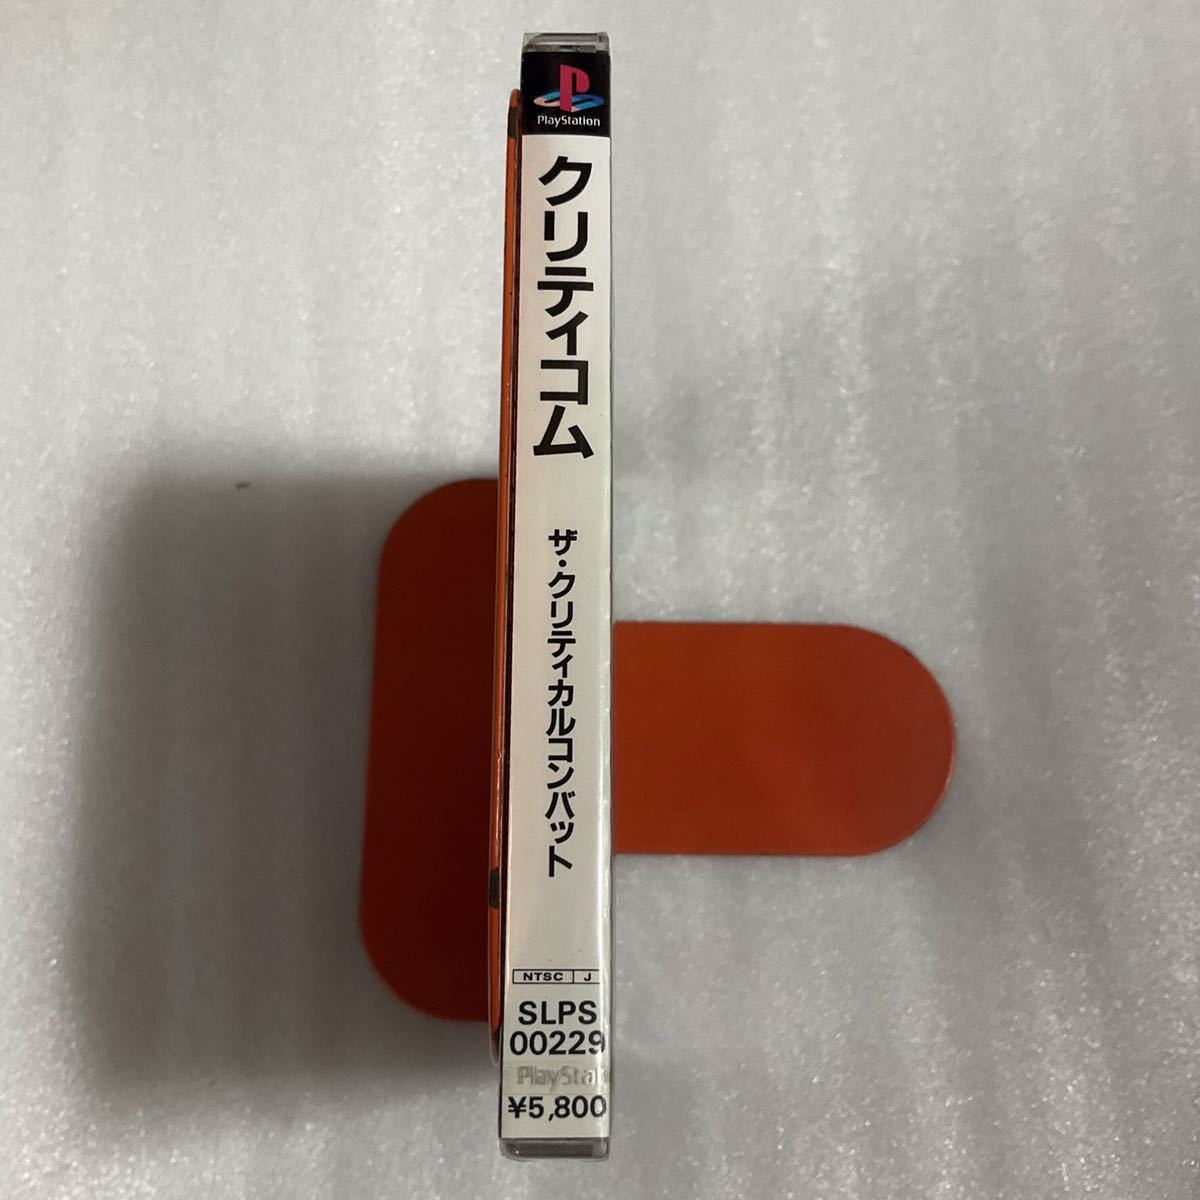 PlayStation
クリティコム
ザ・クリティカルコンバット
NTSC J
SLPS
00229
PlayStat
¥5,800